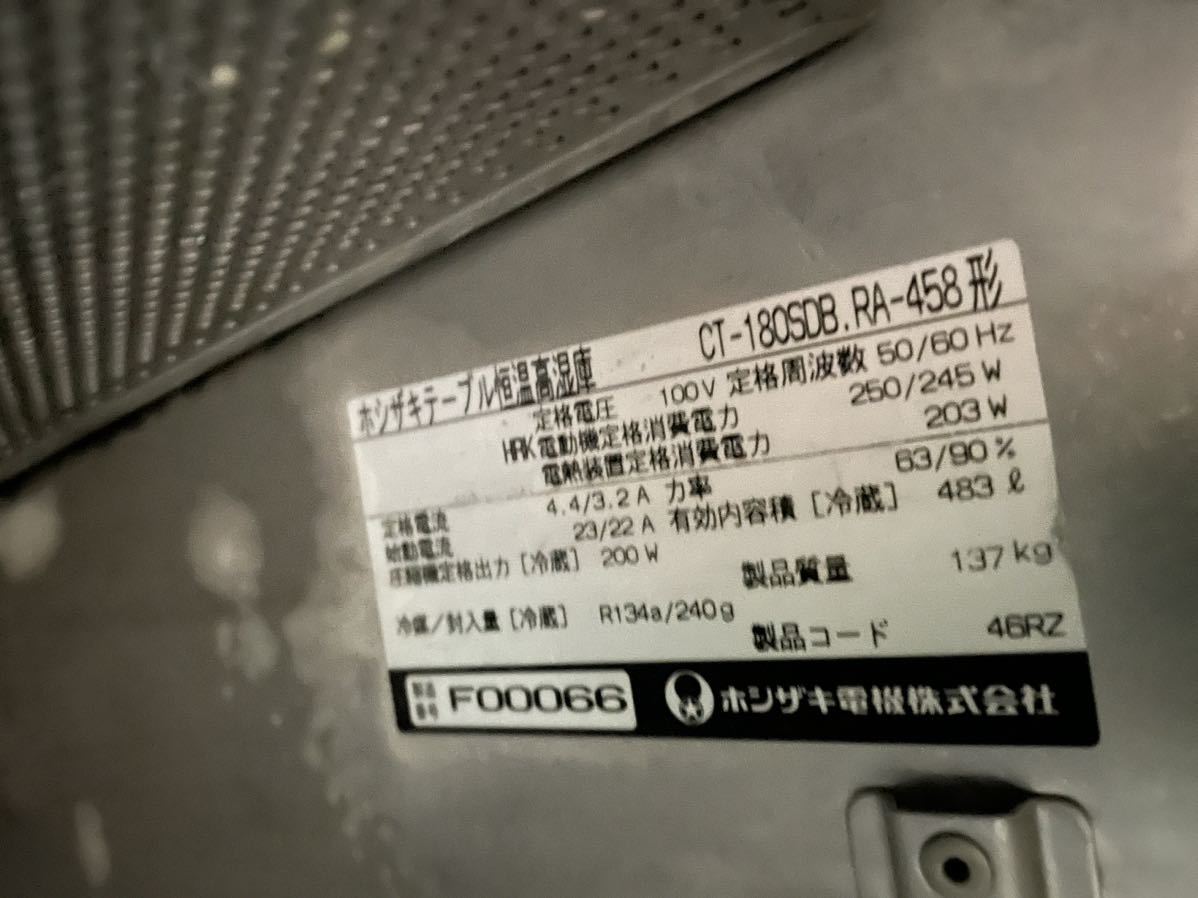 ホシザキテーブル恒温高湿庫 CT-180SDB.RA-458形
定格電圧 100V 定格周波数 50/60 Hz
HRK電動機定格消費電力 250/245 W
電熱装置定格消費電力 203 W
定格電流 4.4/3.2 A 力率 63/90 %
始動電流 23/22 A 有効内容積 [冷蔵] 483 ℓ
圧縮機定格出力 [冷蔵] 200 W
製品質量 137 kg
冷媒/封入量 [冷蔵] R134a/240g
製品コード 46RZ
製造番号 F00066 ホシザキ電機株式会社